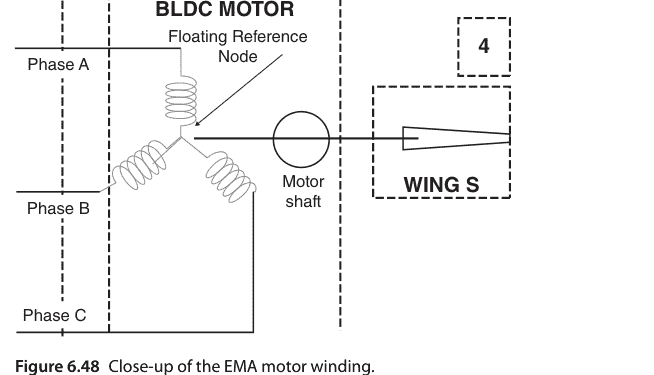 BLDC MOTOR
Floating Reference
Node
4
Phase A
Motor
shaft
WING S
Phase B
Phase C
Figure 6.48 Close-up of the EMA motor winding.